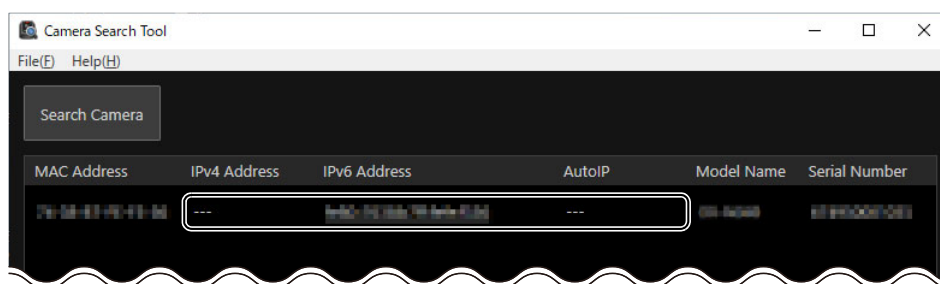 Camera Search Tool
File(F) Help(H)
Search Camera
MAC Address IPv4 Address IPv6 Address AutoIP Model Name Serial Number
--- ---